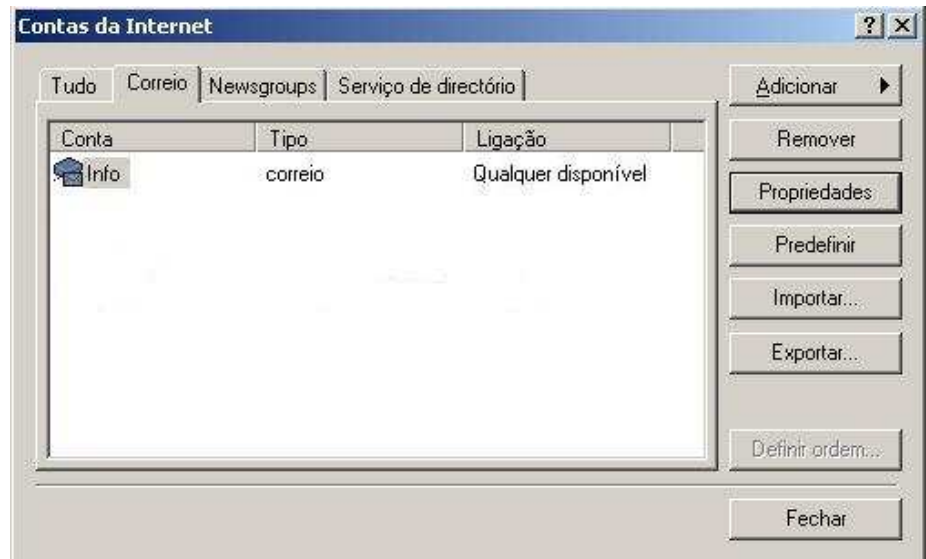 Contas da Internet
Tudo Correio Newsgroups Serviço de directório
Adicionar
Conta Tipo Ligação
Remover
Info correio Qualquer disponível
Propriedades
Predefinir
Importar...
Exportar...
Definir ordem...
Fechar